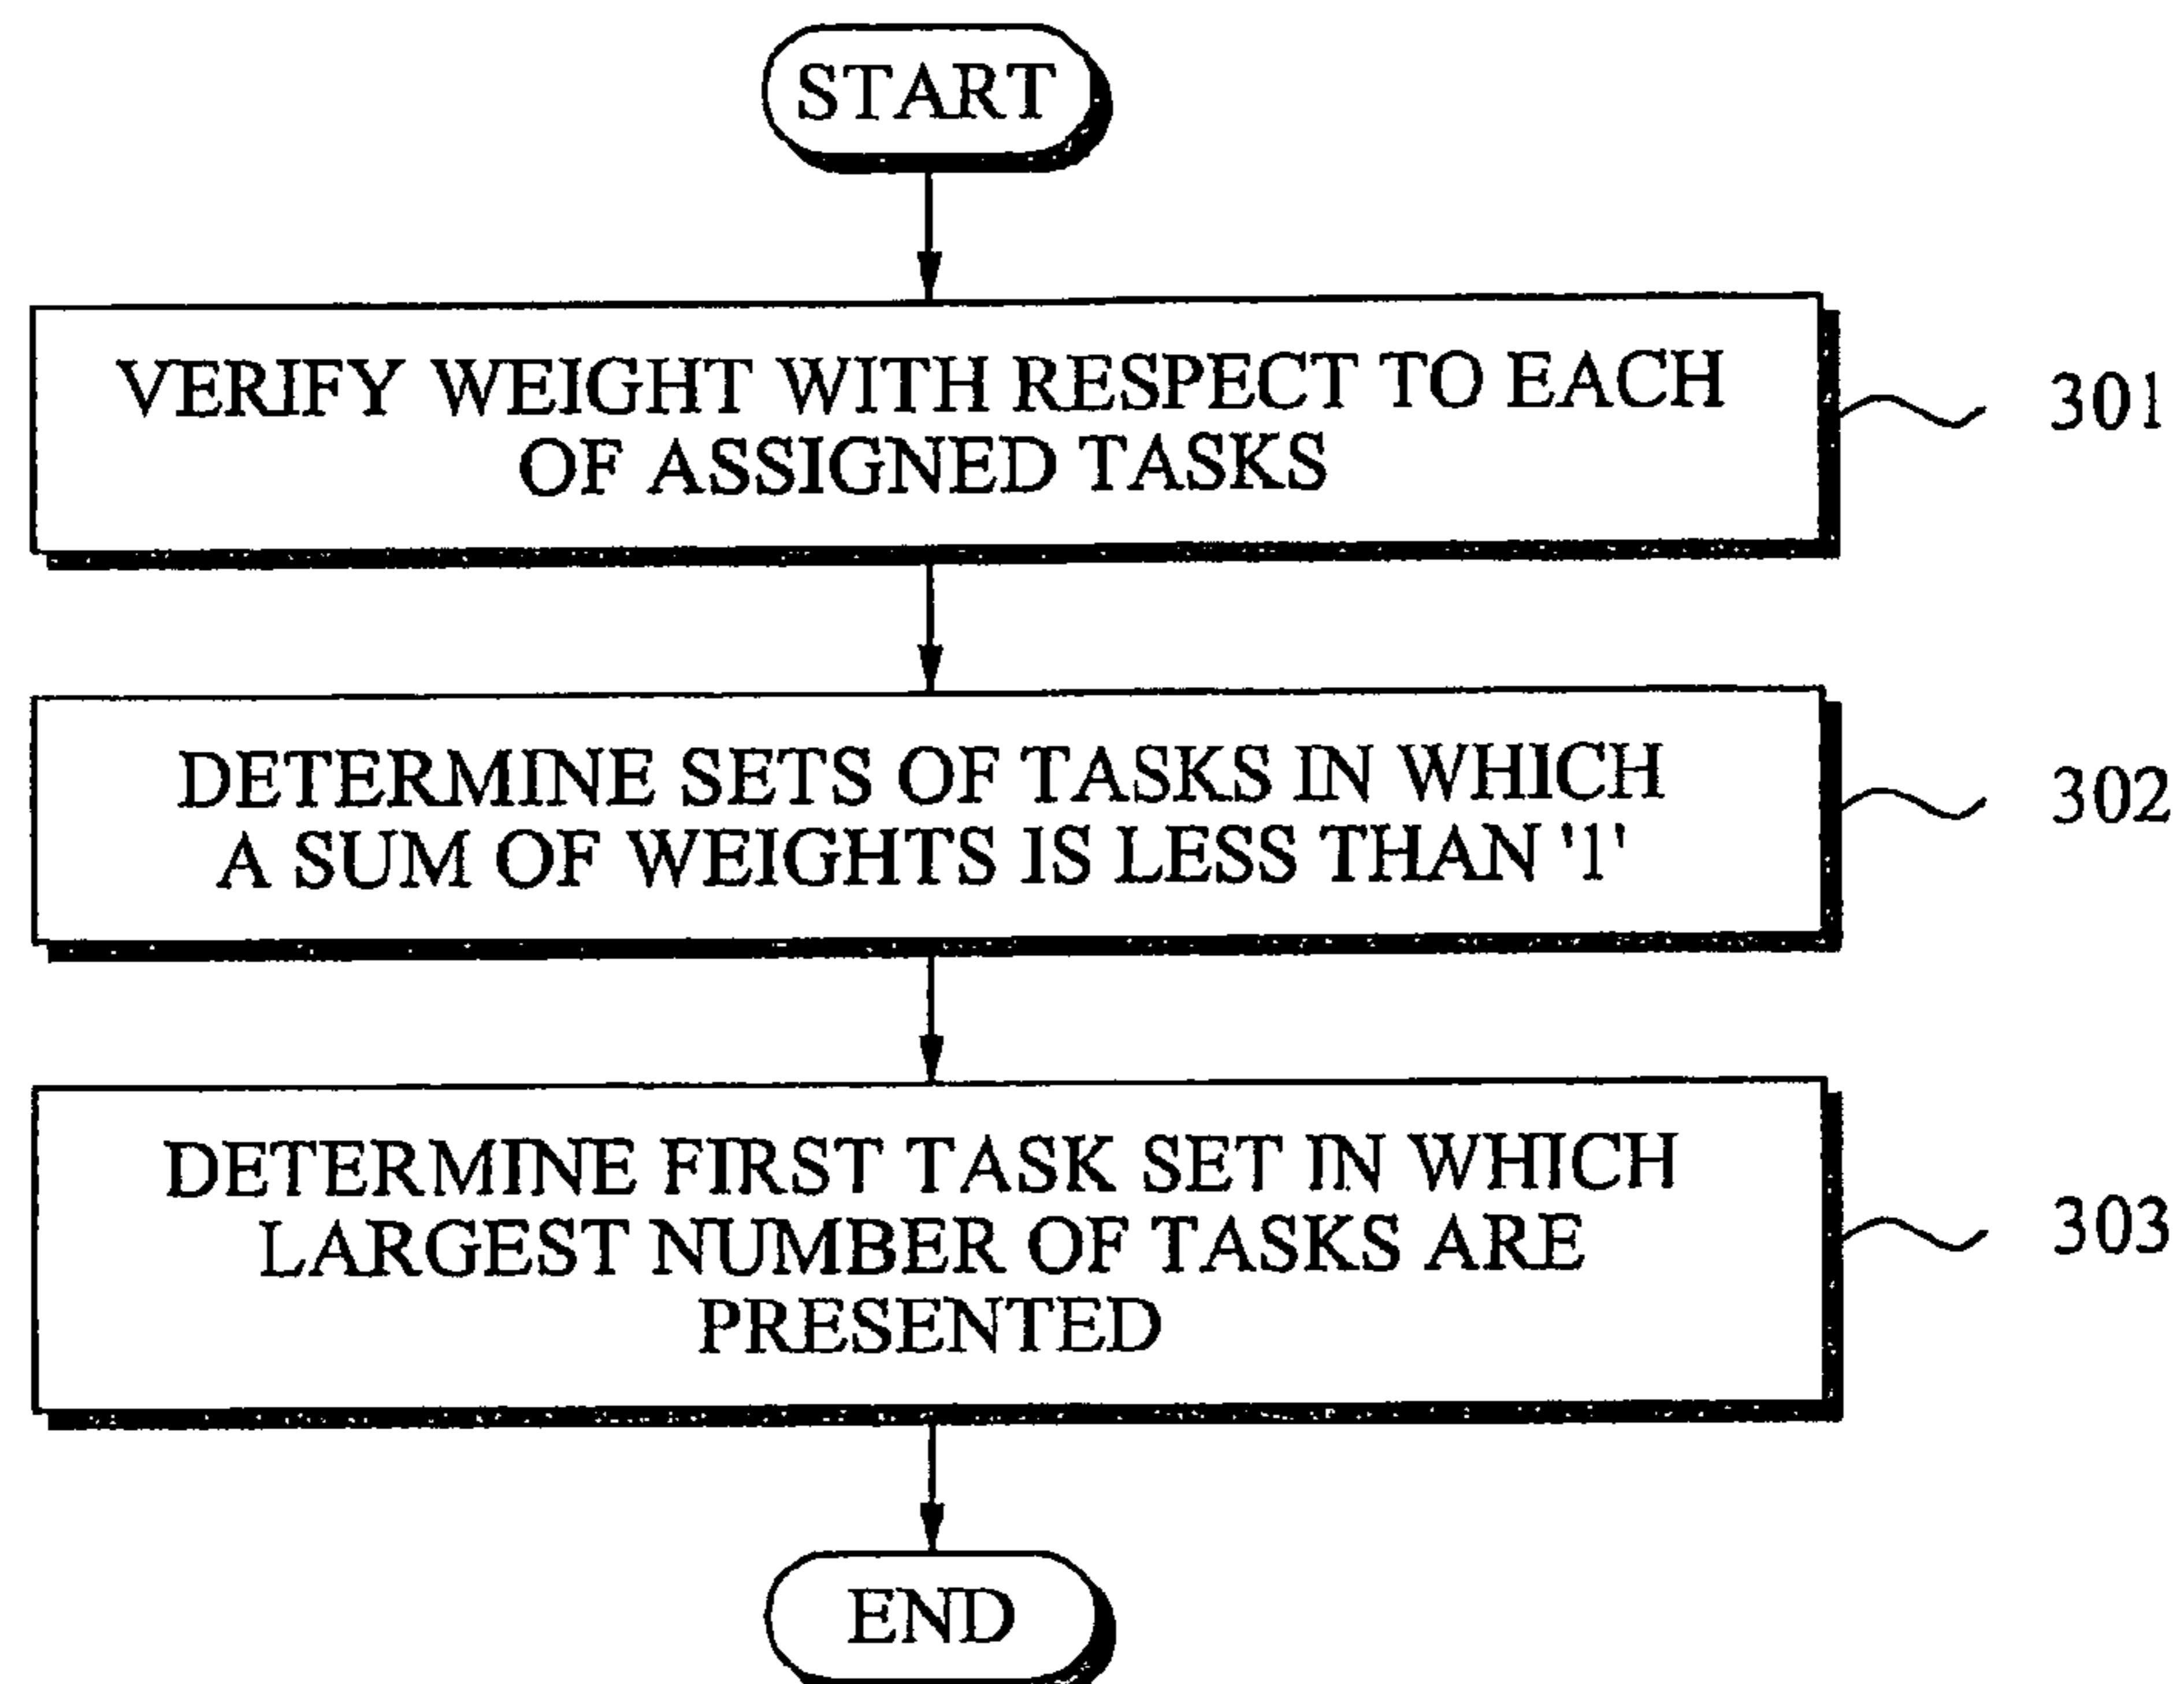 START
VERIFY WEIGHT WITH RESPECT TO EACH
OF ASSIGNED TASKS
301
DETERMINE SETS OF TASKS IN WHICH
A SUM OF WEIGHTS IS LESS THAN '1'
302
DETERMINE FIRST TASK SET IN WHICH
LARGEST NUMBER OF TASKS ARE
PRESENTED
303
END